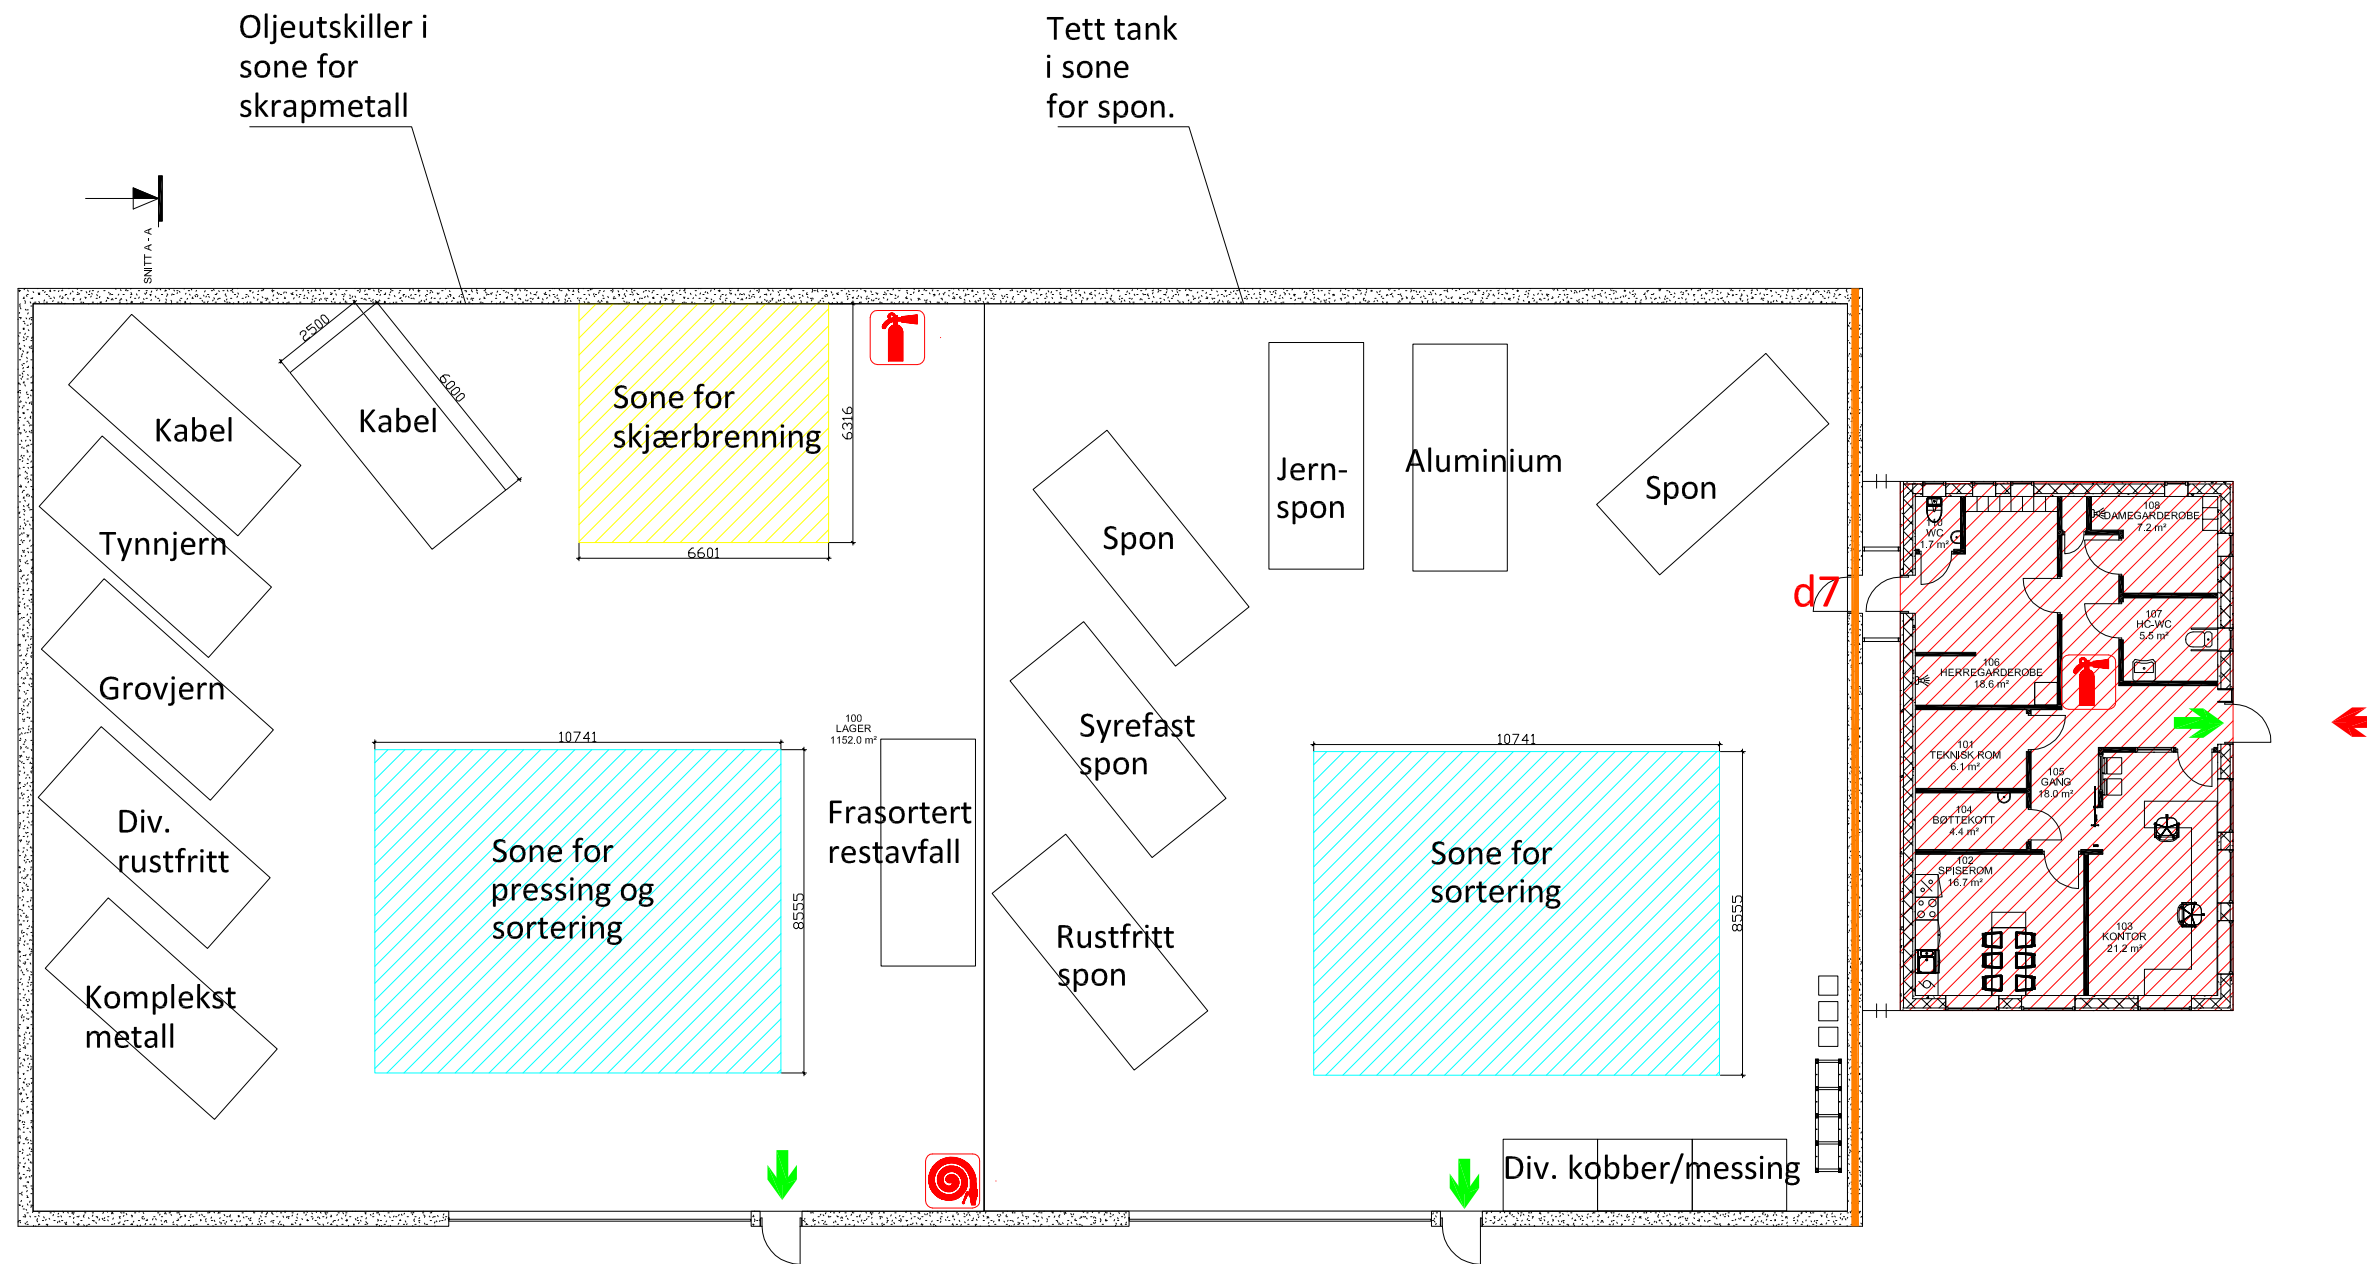 Oljeutskiller i
sone for
skrapmetall
Tett tank
i sone
for spon.
SNITT A - A
2500
6000
Kabel
Kabel
Sone for
skjærbrenning
6316
6601
Tynnjern
Grovjern
Div.
rustfritt
Komplekst
metall
10741
Sone for
pressing og
sortering
8555
100
LAGER
1152.0 m²
Frasortert
restavfall
Spon
Jern-
spon
Aluminium
Spon
Syrefast
spon
Rustfritt
spon
10741
Sone for
sortering
8555
Div. kobber/messing
d7
110
WC
1.7 m²
108
DAMEGARDEROBE
7.2 m²
107
HC-WC
5.5 m²
106
HERREGARDEROBE
18.6 m²
101
TEKNISK ROM
6.1 m²
105
GANG
18.0 m²
104
BØTTEKOTT
4.4 m²
102
SPISEROM
16.7 m²
103
KONTOR
21.2 m²